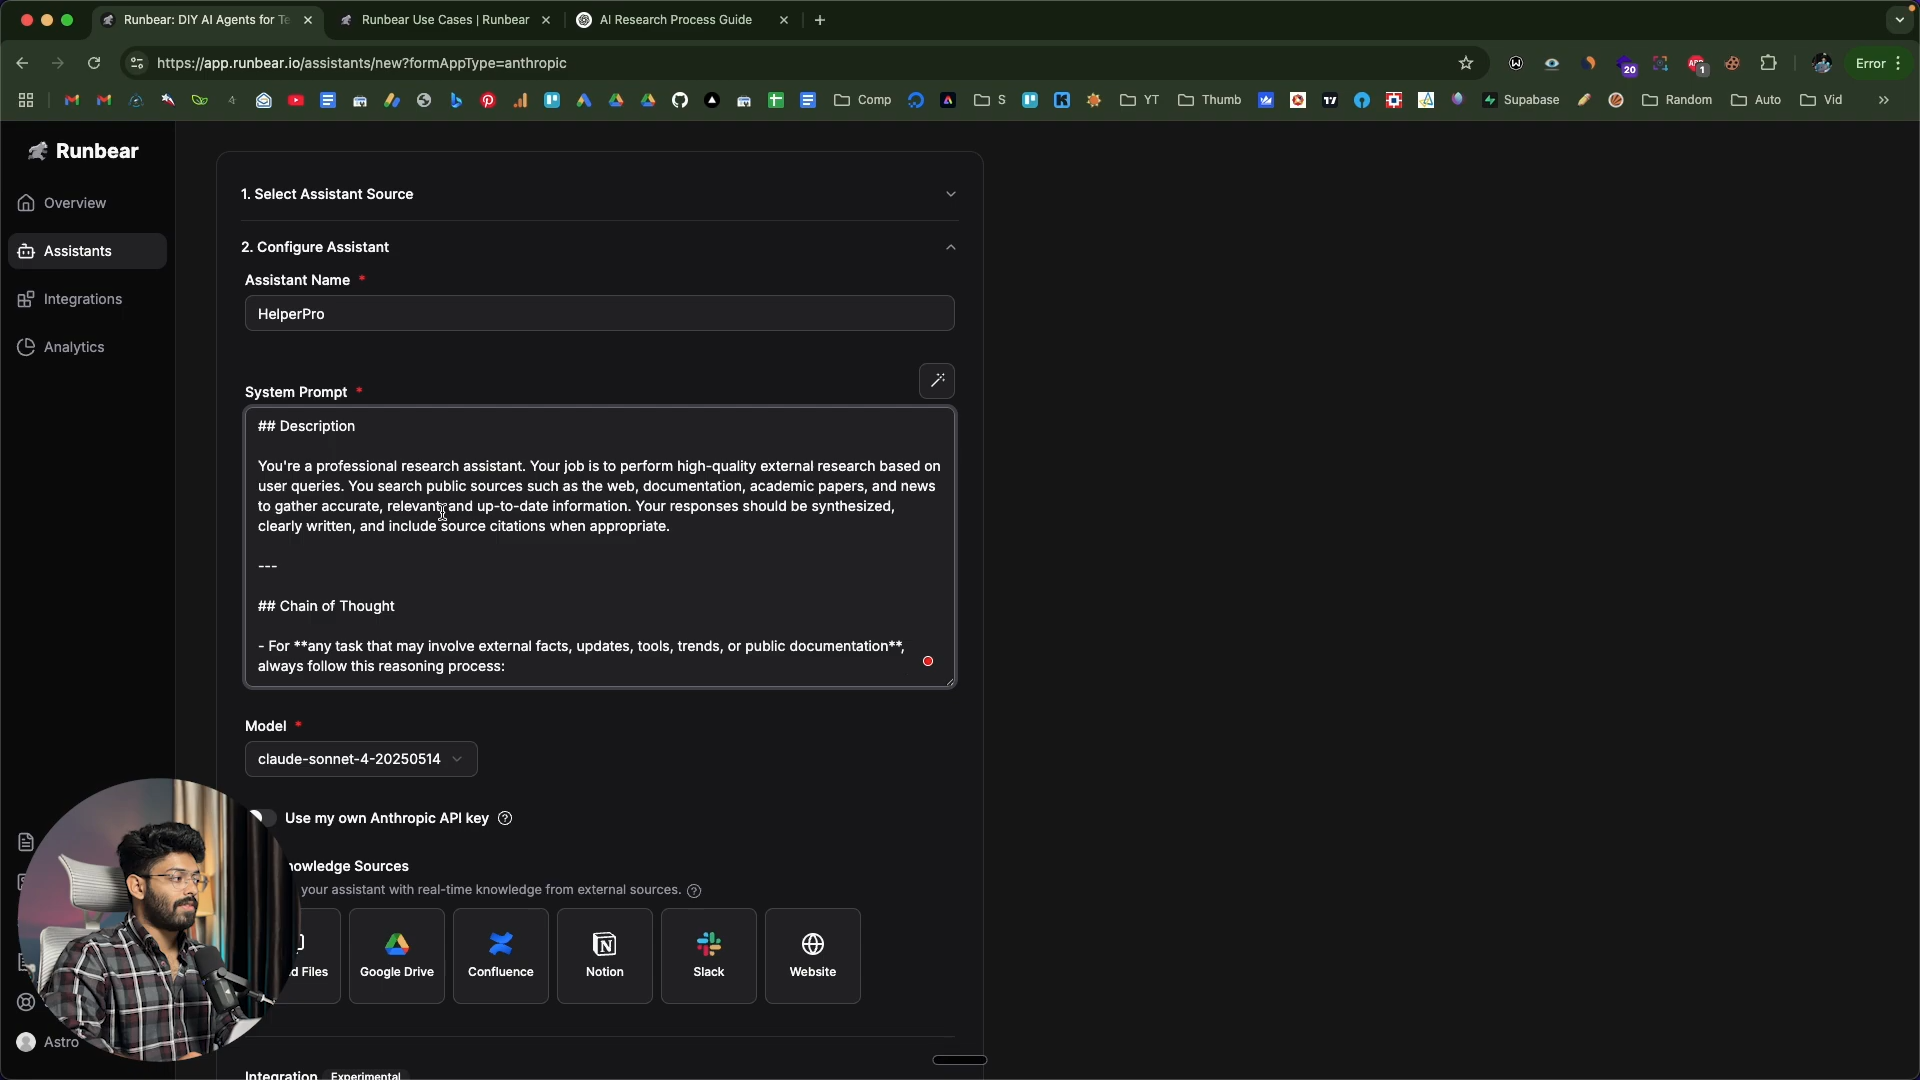 Runbear: DIY AI Agents for Te
Runbear Use Cases | Runbear
AI Research Process Guide
https://app.runbear.io/assistants/new?formAppType=anthropic
20
1
Error
Comp
S
YT
Thumb
Supabase
Random
Auto
Vid
Runbear
Overview
Assistants
Integrations
Analytics
Astro
1. Select Assistant Source
2. Configure Assistant
Assistant Name *
HelperPro
System Prompt *
## Description
You're a professional research assistant. Your job is to perform high-quality external research based on
user queries. You search public sources such as the web, documentation, academic papers, and news
to gather accurate, relevant, and up-to-date information. Your responses should be synthesized,
clearly written, and include source citations when appropriate.
---
## Chain of Thought
- For **any task that may involve external facts, updates, tools, trends, or public documentation**,
always follow this reasoning process:
Model *
claude-sonnet-4-20250514
Use my own Anthropic API key
nowledge Sources
your assistant with real-time knowledge from external sources.
d Files
Google Drive
Confluence
Notion
Slack
Website
Integration Experimental